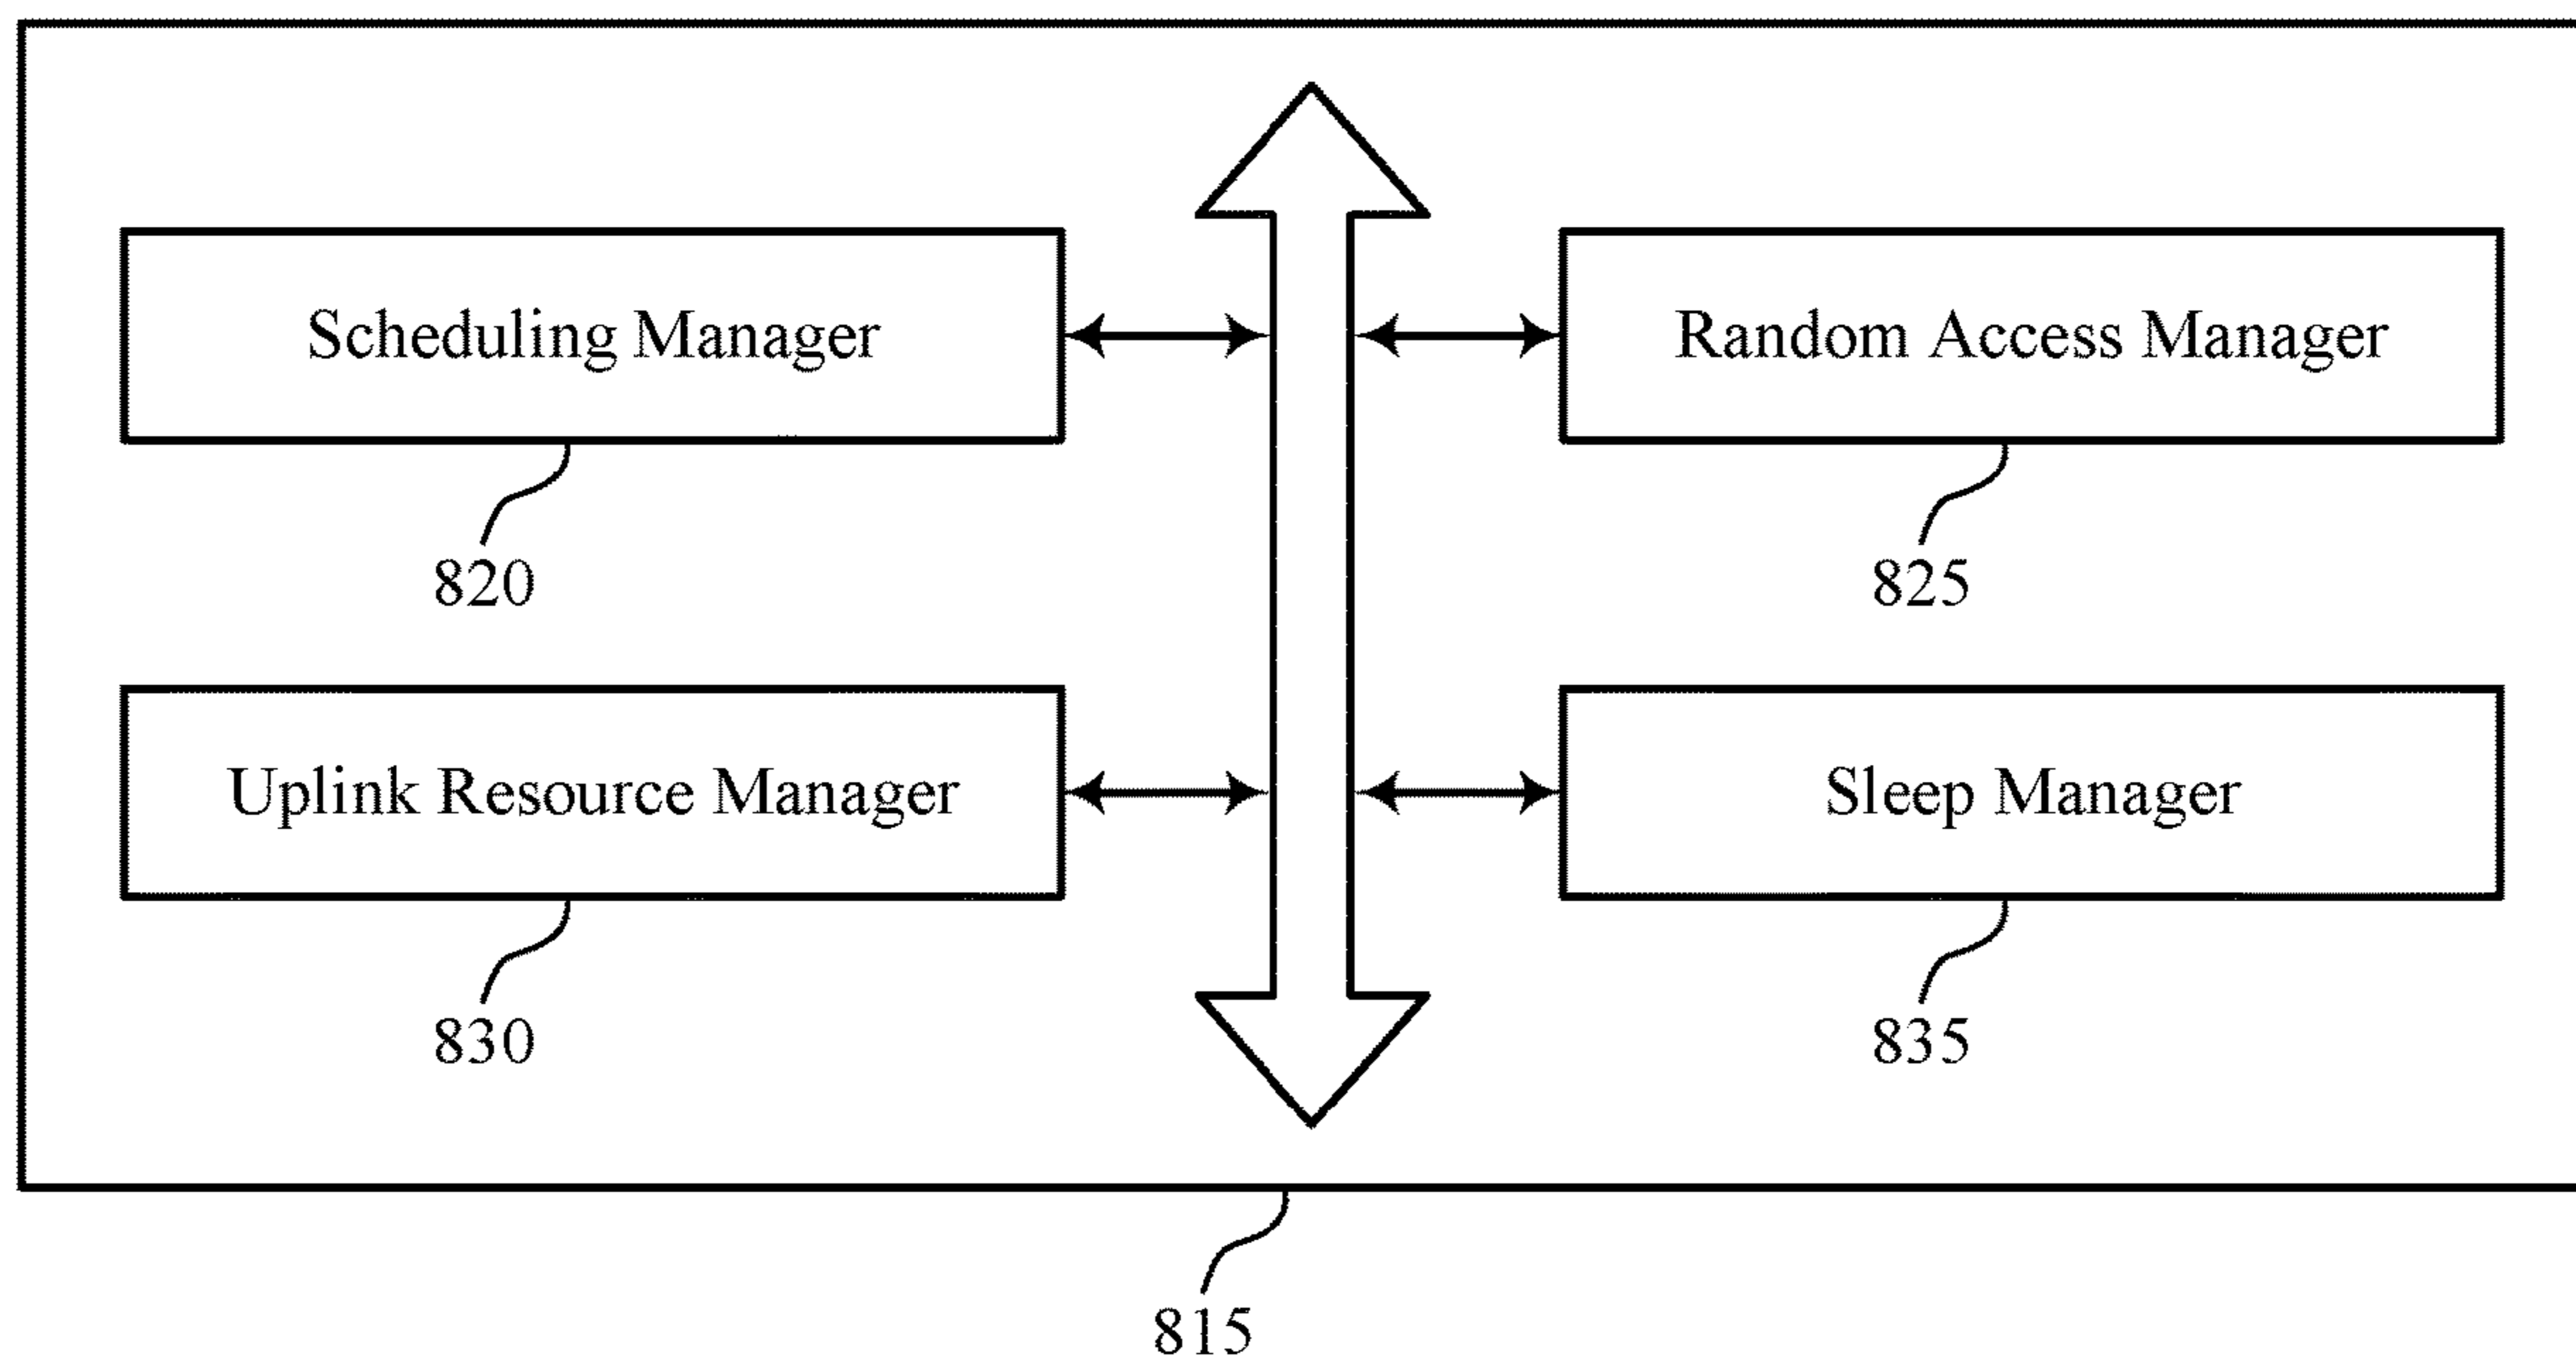 Scheduling Manager
Random Access Manager
820
825
Uplink Resource Manager
Sleep Manager
830
835
815